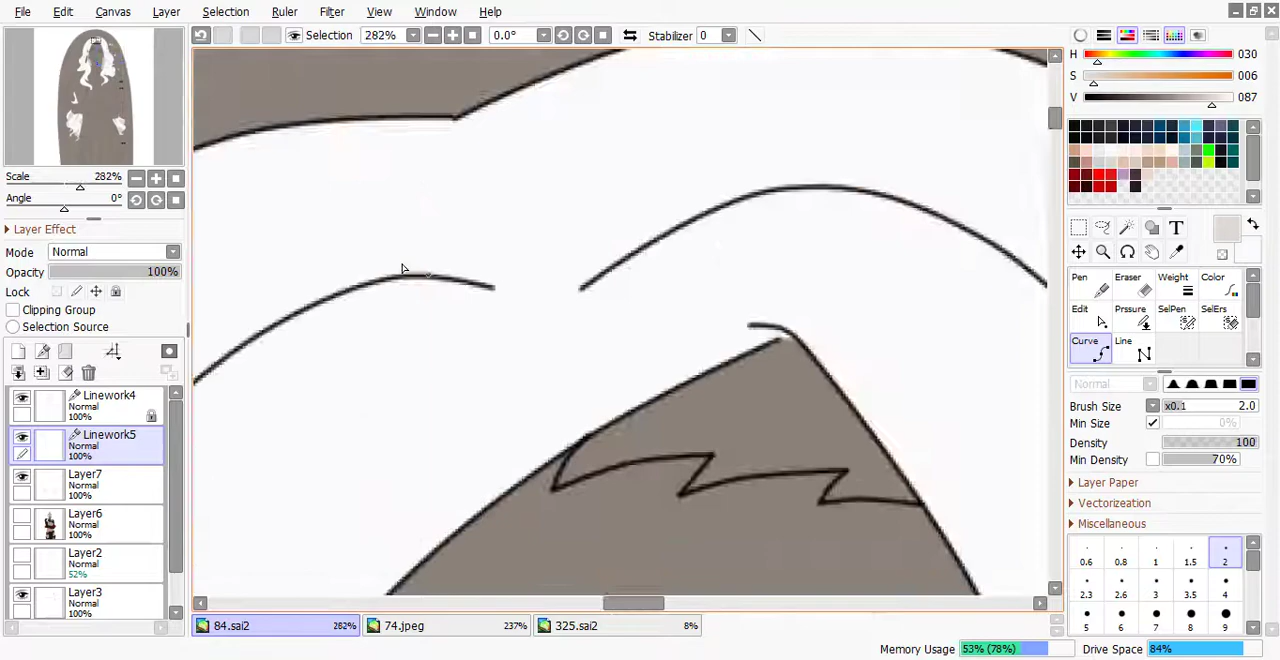 File Edit Canvas Layer Selection Ruler Filter View Window Help
Selection 282% 0.0° Stabilizer 0
Scale 282%
Angle 0°
Layer Effect
Mode Normal
Opacity 100%
Lock
Clipping Group
Selection Source
Linework4
Normal
100%
Linework5
Normal
100%
Layer7
Normal
100%
Layer6
Normal
100%
Layer2
Normal
52%
Layer3
Normal
100%
84.sai2 282% 74.jpeg 237% 325.sai2 8%
H 030
S 006
V 087
T
Pen Eraser Weight Color
Edit Prssure SelPen SelErs
Curve Line
Normal
Brush Size x0.1 2.0
Min Size 0%
Density 100
Min Density 70%
Layer Paper
Vectorization
Miscellaneous
0.6 0.8 1 1.5 2
2.3 2.6 3 3.5 4
5 6 7 8 9
Memory Usage 53% (78%) Drive Space 84%